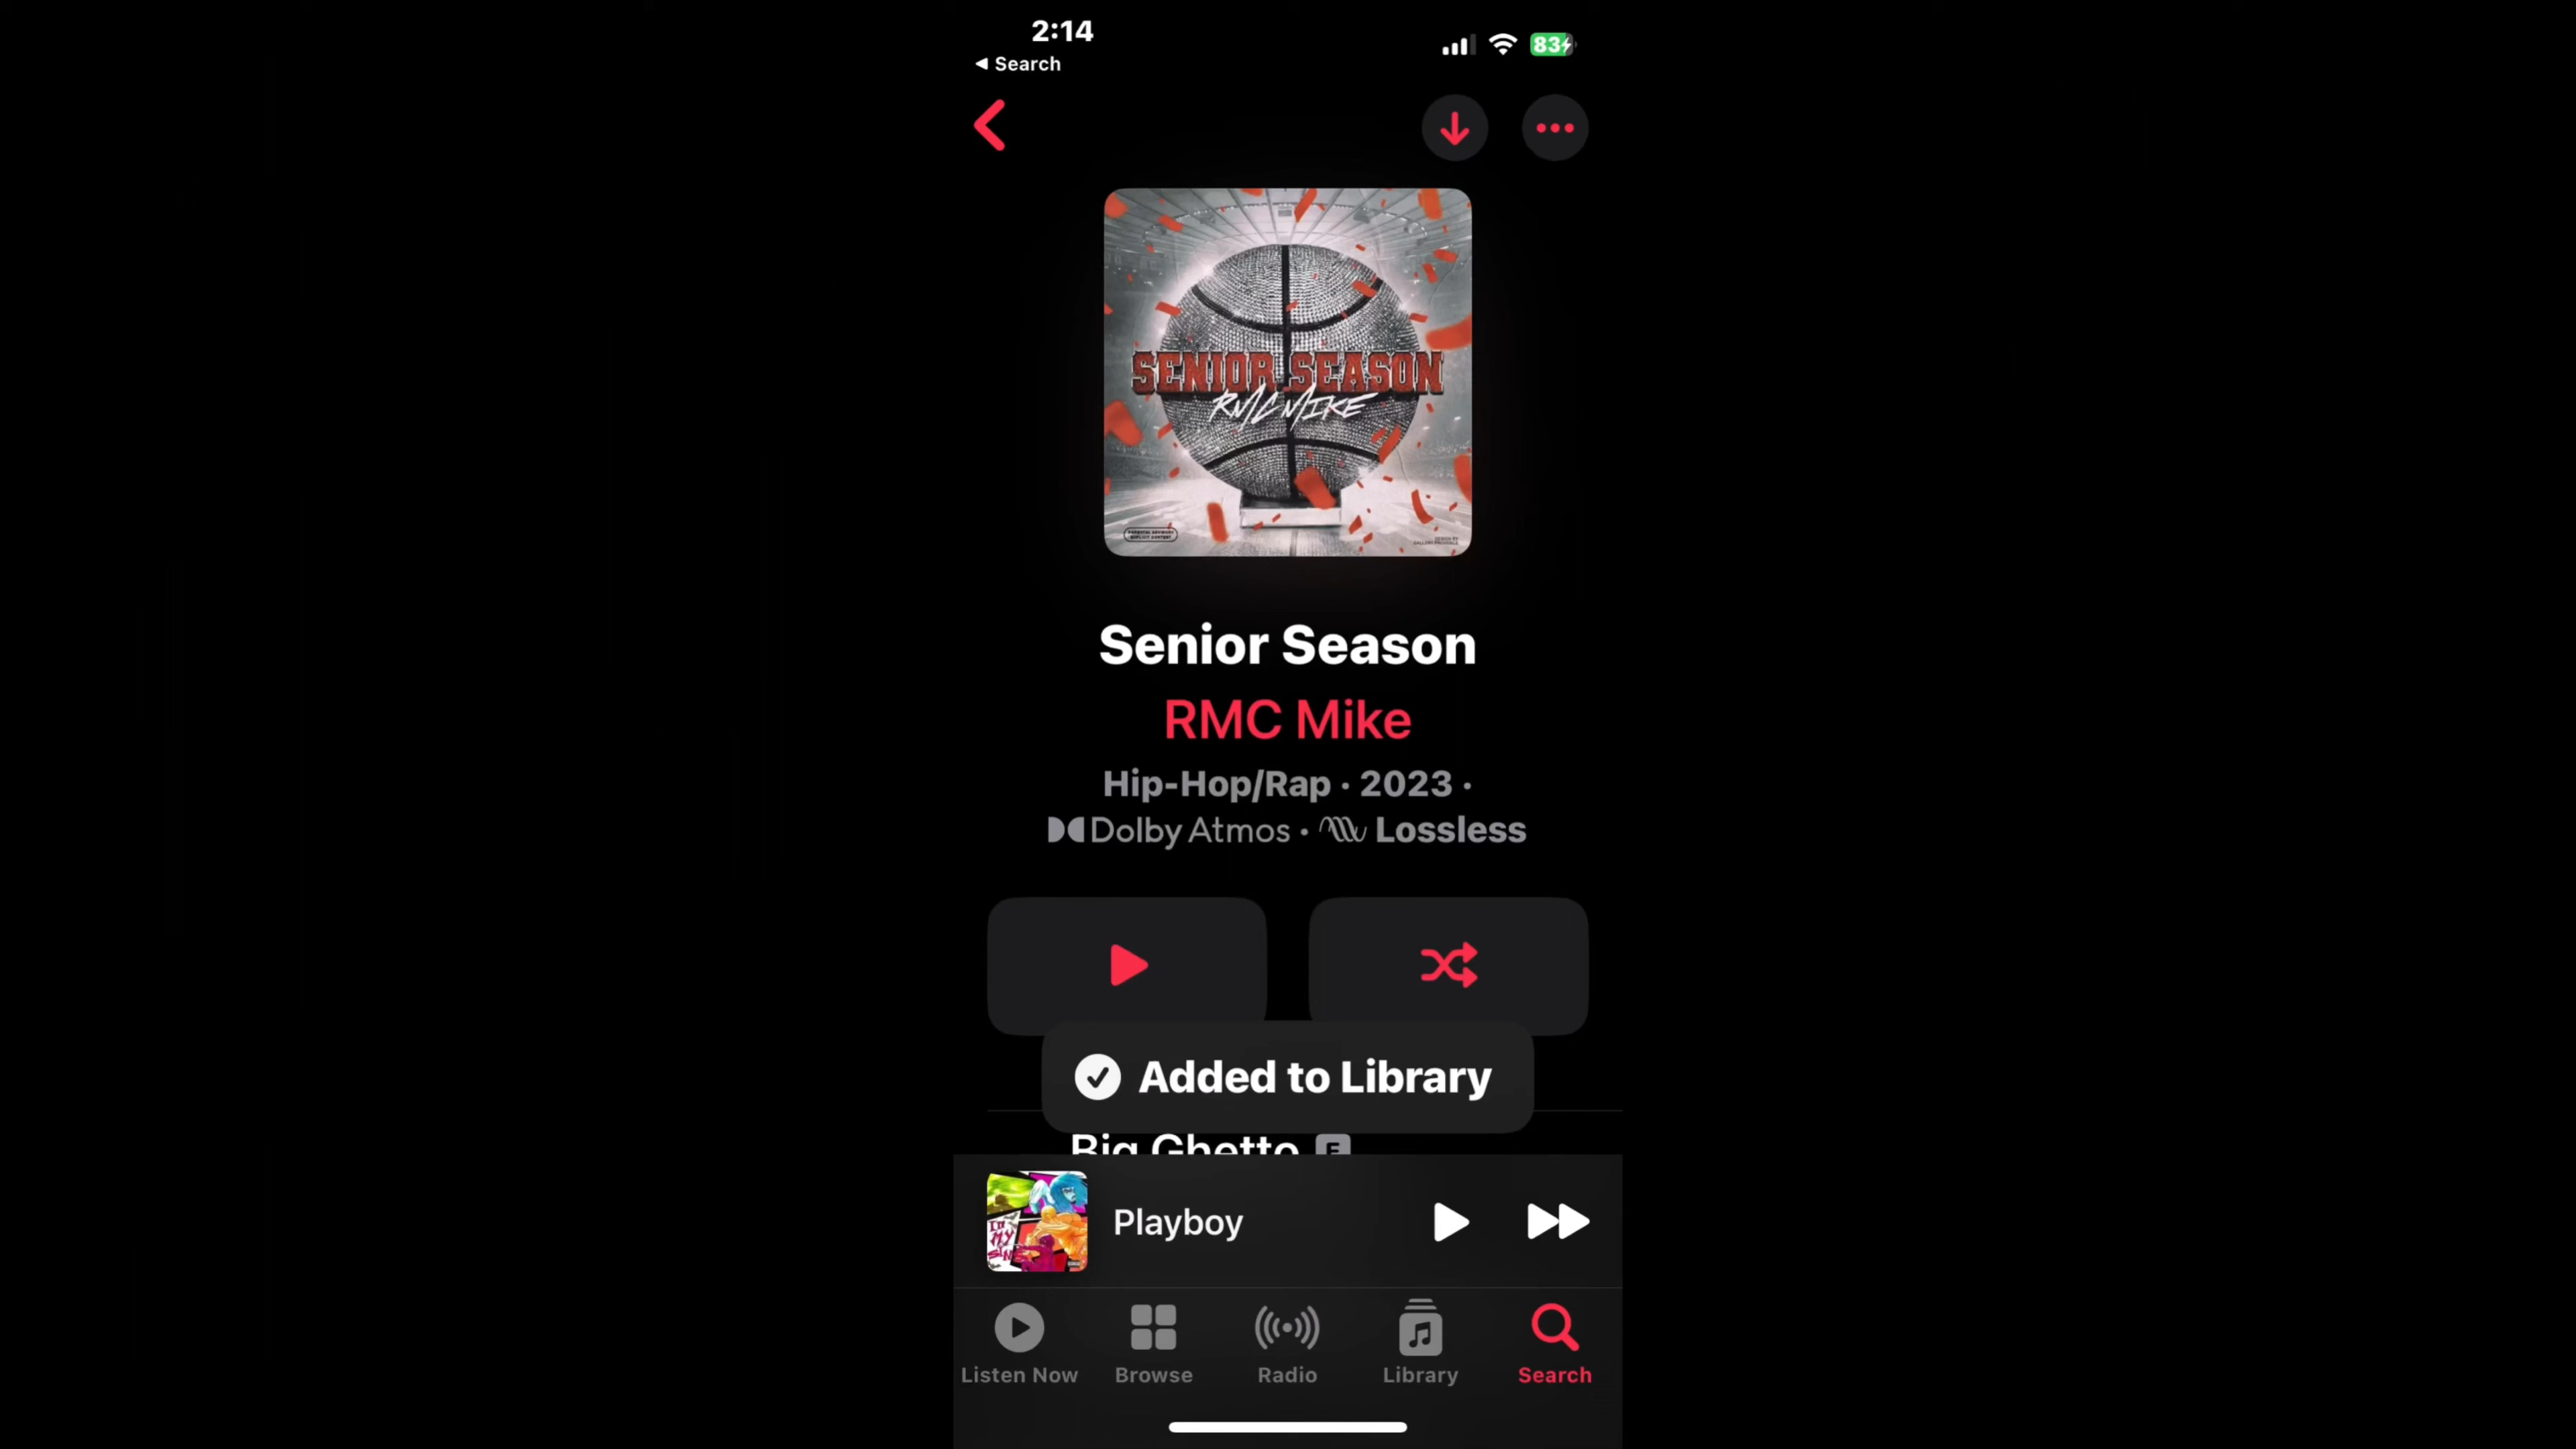 2:14
83
Search
SENIOR SEASON
RMC MIKE
Senior Season
RMC Mike
Hip-Hop/Rap · 2023 ·
Dolby Atmos · Lossless
Added to Library
Big Ghetto E
Playboy
Listen Now
Browse
Radio
Library
Search